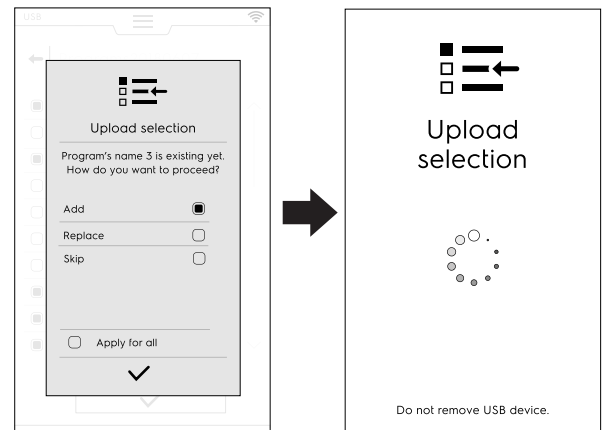 USB
Upload selection
Program's name 3 is existing yet.
How do you want to proceed?
Add
Replace
Skip
Apply for all
Upload
selection
Do not remove USB device.